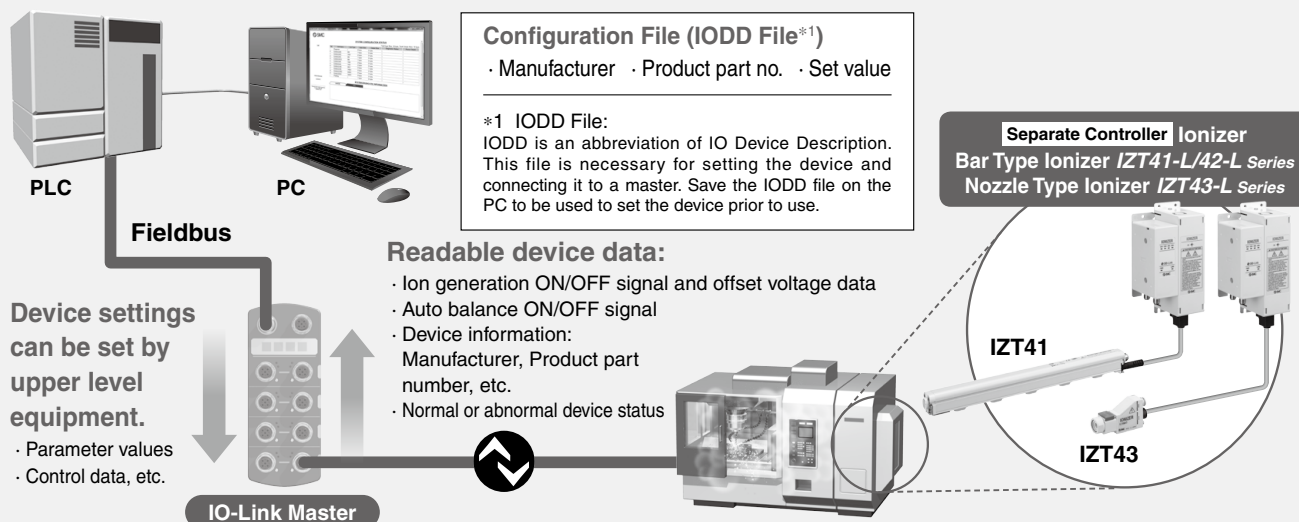 PLC
PC
Configuration File (IODD File*1)
· Manufacturer · Product part no. · Set value
*1 IODD File:
IODD is an abbreviation of IO Device Description.
This file is necessary for setting the device and
connecting it to a master. Save the IODD file on the
PC to be used to set the device prior to use.
Separate Controller Ionizer
Bar Type Ionizer IZT41-L/42-L Series
Nozzle Type Ionizer IZT43-L Series
Fieldbus
Device settings
can be set by
upper level
equipment.
· Parameter values
· Control data, etc.
IO-Link Master
Readable device data:
· Ion generation ON/OFF signal and offset voltage data
· Auto balance ON/OFF signal
· Device information:
Manufacturer, Product part
number, etc.
· Normal or abnormal device status
IZT41
IZT43